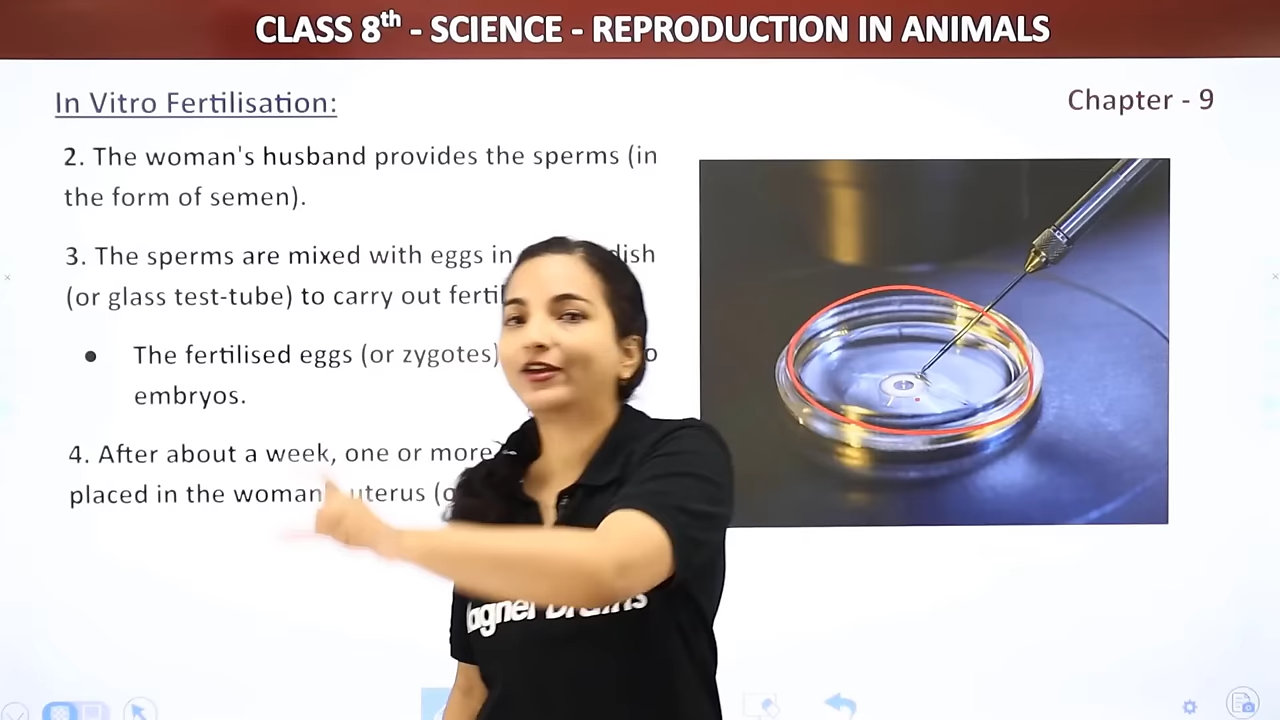 CLASS 8th - SCIENCE - REPRODUCTION IN ANIMALS
In Vitro Fertilisation:
Chapter - 9
2. The woman's husband provides the sperms (in
the form of semen).
3. The sperms are mixed with eggs in
(or glass test-tube) to carry out
The fertilised eggs (or zygotes)
embryos.
4. After about a week, one or more
placed in the woman uterus